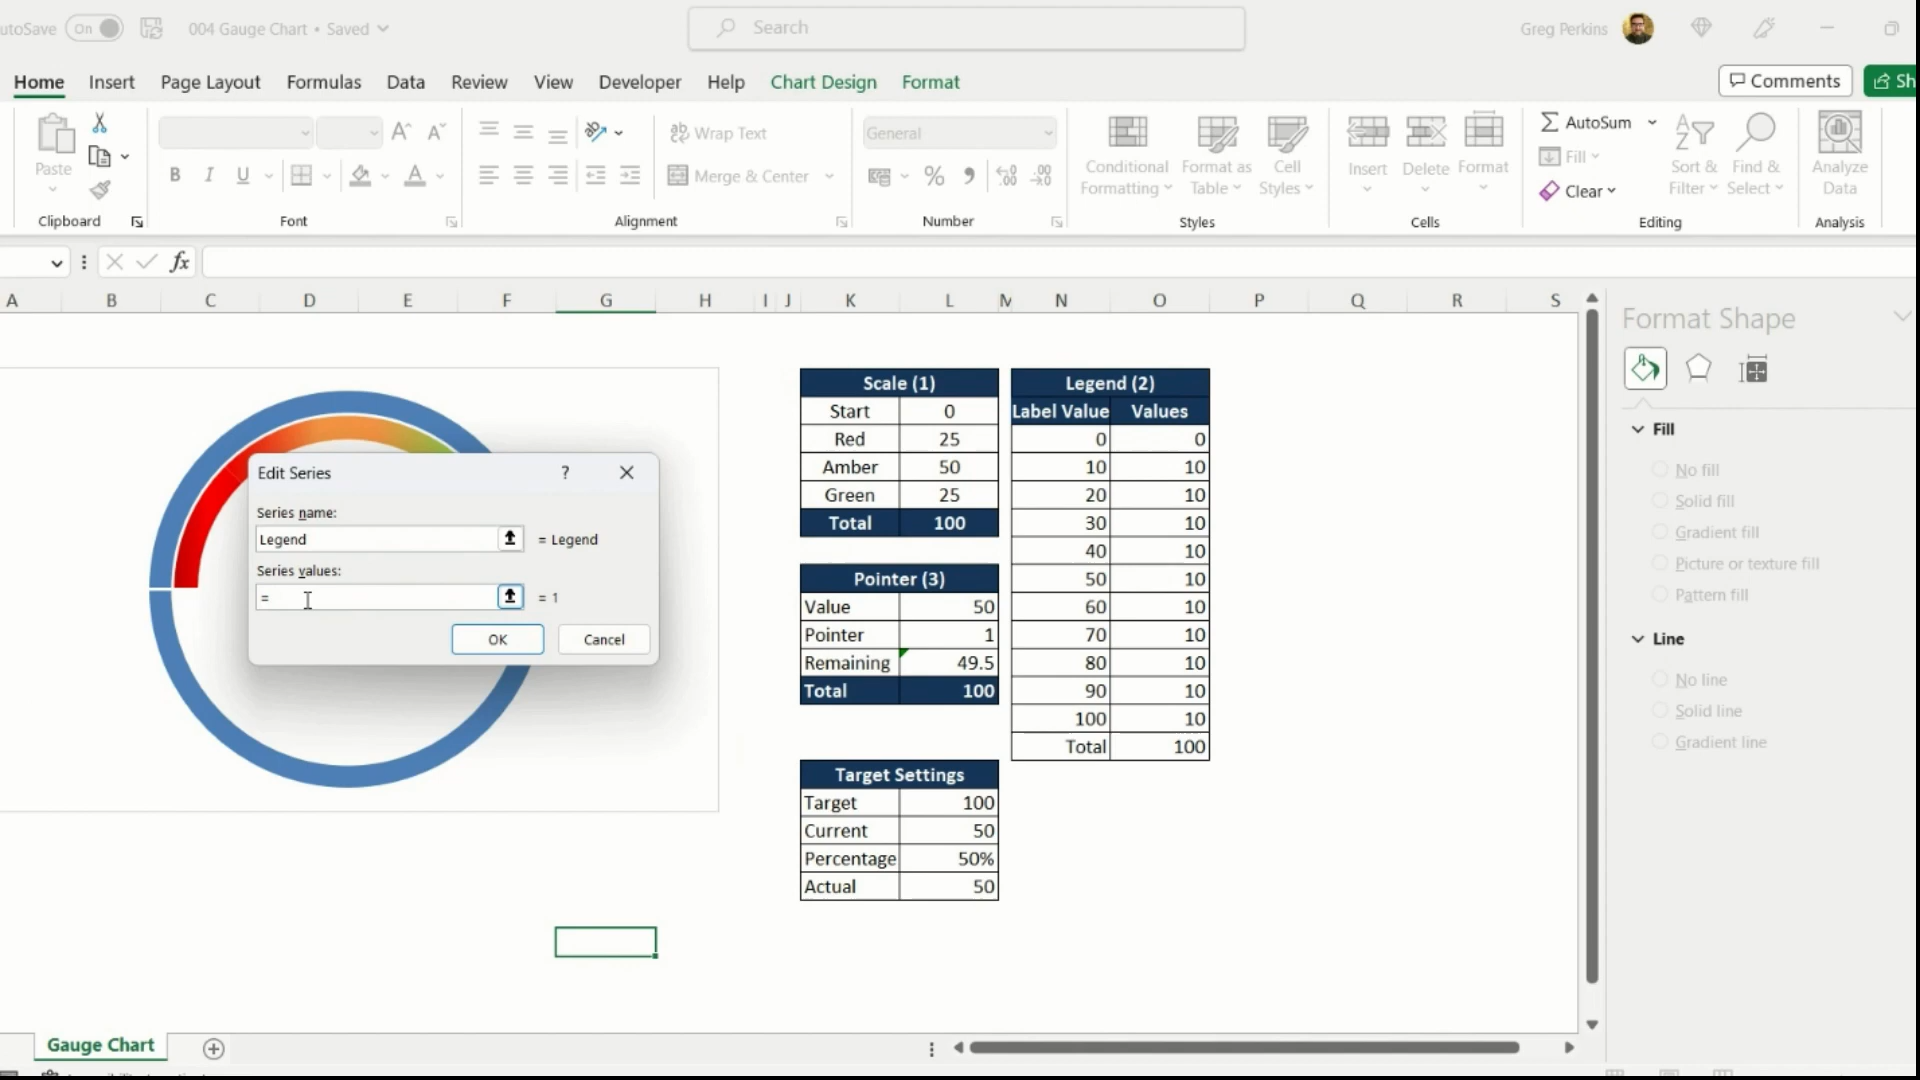 utoSave On 004 Gauge Chart • Saved Search Greg Perkins
Home Insert Page Layout Formulas Data Review View Developer Help Chart Design Format Comments Sh
Paste
Clipboard
B I U A
Font
Wrap Text
Merge & Center
Alignment
General
%
Number
Conditional Formatting
Format as Table
Cell Styles
Styles
Insert
Delete
Format
Cells
AutoSum
Fill
Clear
Sort & Filter
Find & Select
Editing
Analyze Data
Analysis
fx
A B C D E F G H I J K L M N O P Q R S
Edit Series ?
Series name:
Legend = Legend
Series values:
= = 1
OK Cancel
Scale (1)
Start 0
Red 25
Amber 50
Green 25
Total 100
Pointer (3)
Value 50
Pointer 1
Remaining 49.5
Total 100
Target Settings
Target 100
Current 50
Percentage 50%
Actual 50
Legend (2)
Label Value Values
0 0
10 10
20 10
30 10
40 10
50 10
60 10
70 10
80 10
90 10
100 10
Total 100
Format Shape
Fill
No fill
Solid fill
Gradient fill
Picture or texture fill
Pattern fill
Line
No line
Solid line
Gradient line
Gauge Chart